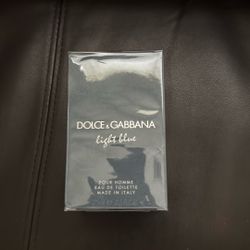 DOLCE & GABBANA
light blue
POUR HOMME
EAU DE TOILETTE
MADE IN ITALY